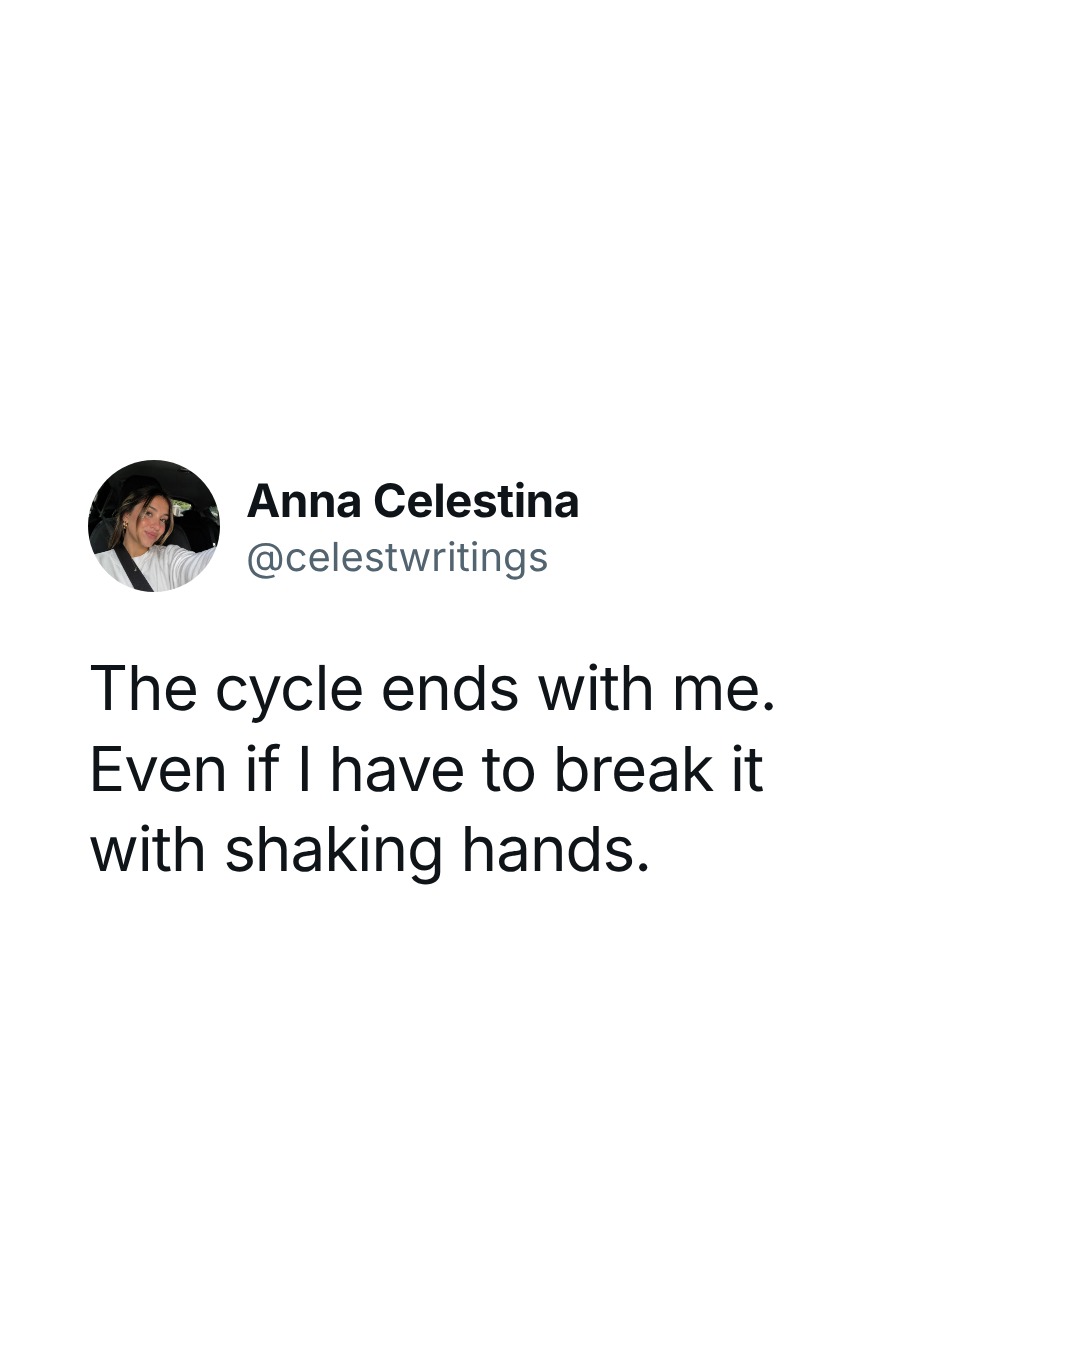 Anna Celestina
@celestwritings
The cycle ends with me.
Even if I have to break it
with shaking hands.